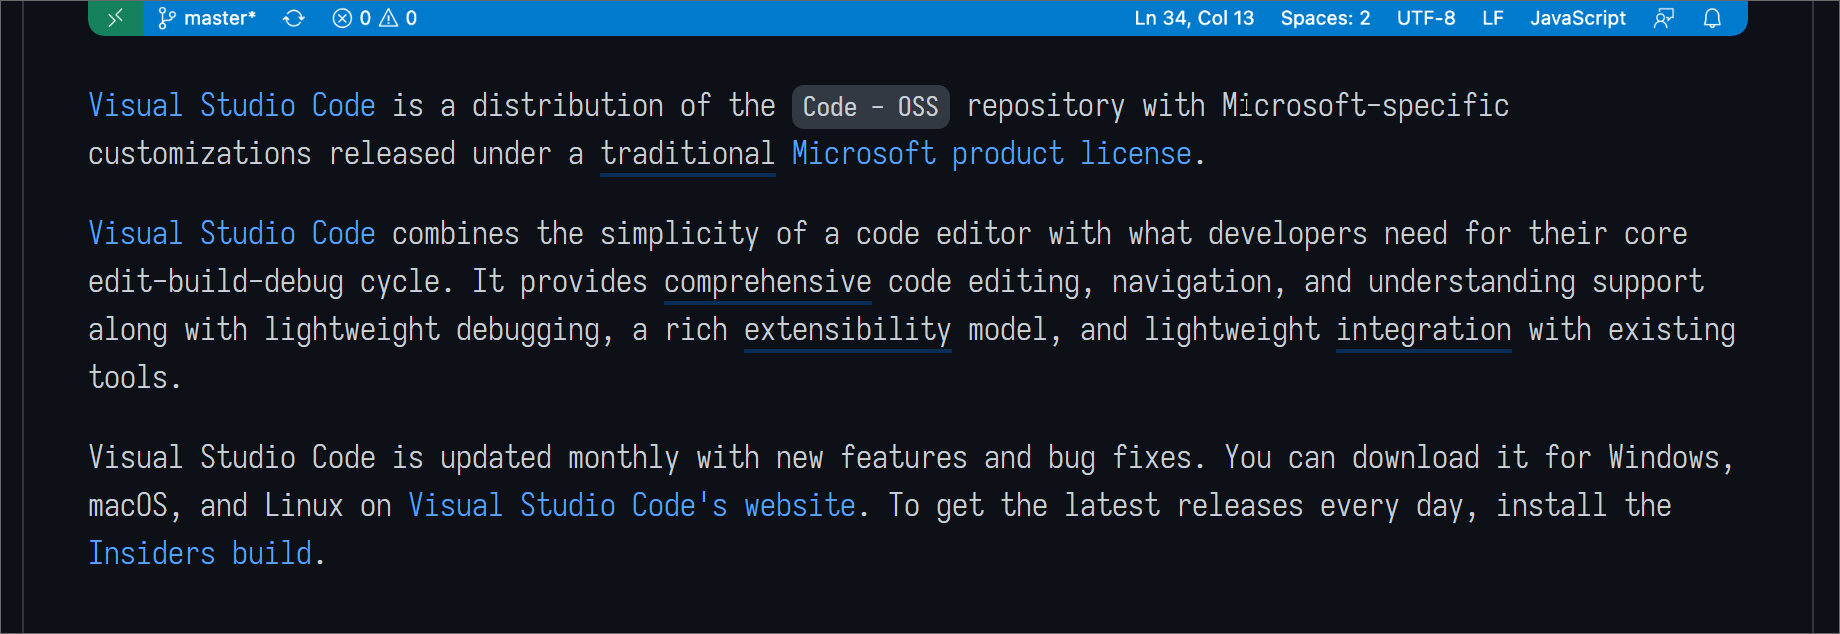 master* 0 0 Ln 34, Col 13 Spaces: 2 UTF-8 LF JavaScript
Visual Studio Code is a distribution of the Code - OSS repository with Microsoft-specific
customizations released under a traditional Microsoft product license.
Visual Studio Code combines the simplicity of a code editor with what developers need for their core
edit-build-debug cycle. It provides comprehensive code editing, navigation, and understanding support
along with lightweight debugging, a rich extensibility model, and lightweight integration with existing
tools.
Visual Studio Code is updated monthly with new features and bug fixes. You can download it for Windows,
macOS, and Linux on Visual Studio Code's website. To get the latest releases every day, install the
Insiders build.